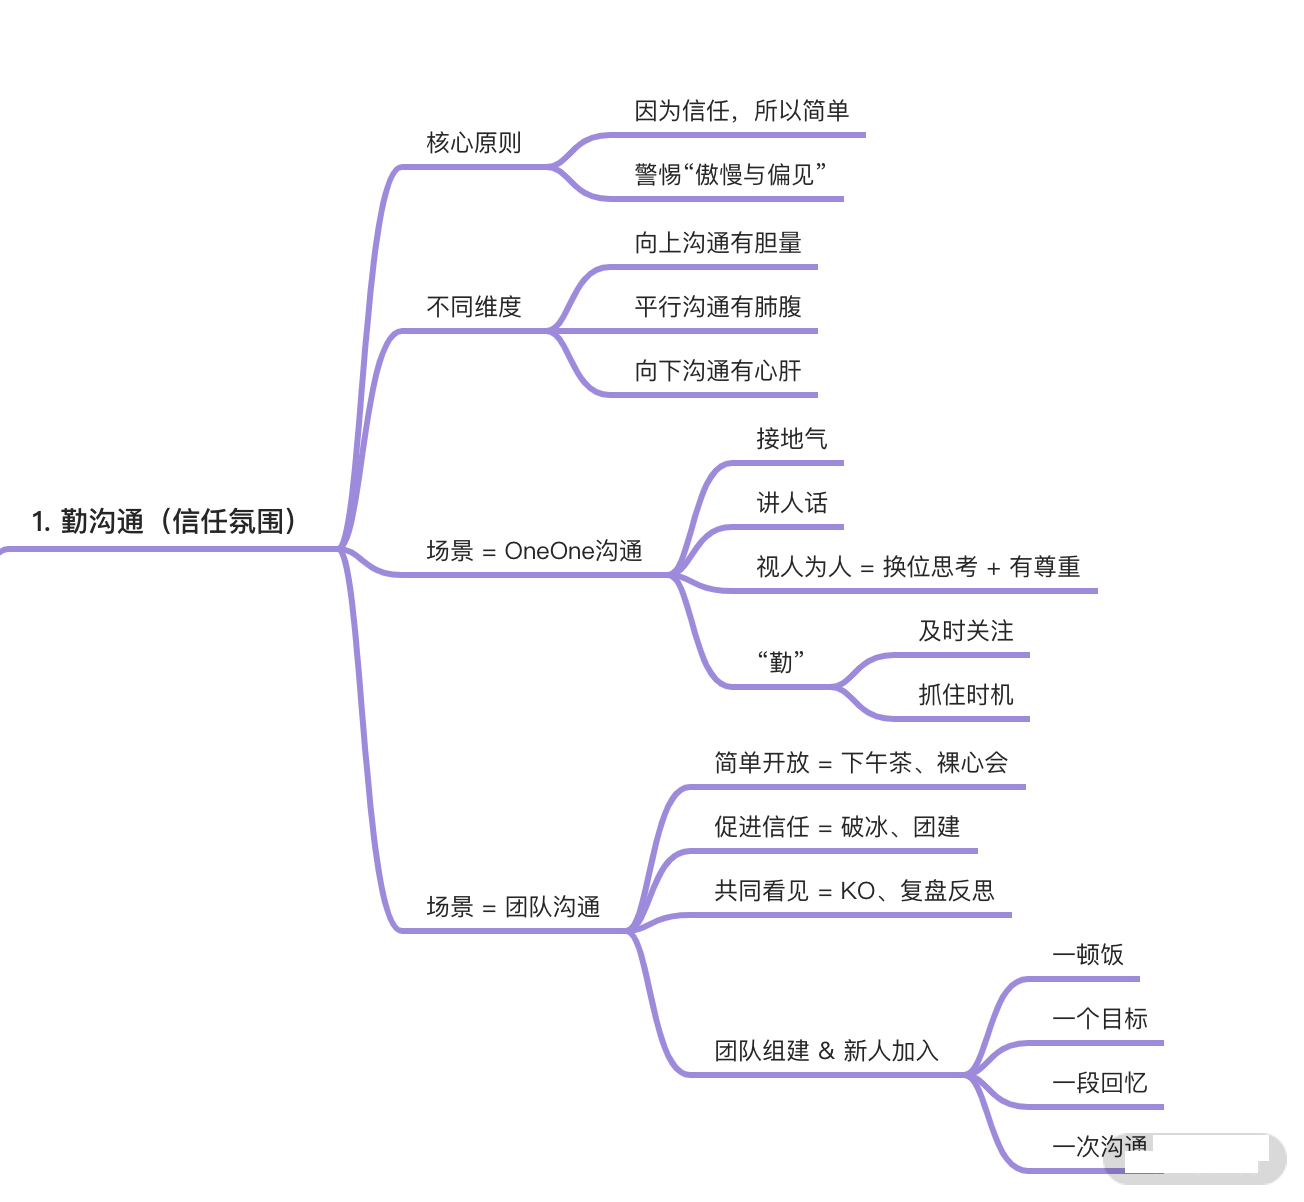 因为信任，所以简单
核心原则
警惕“傲慢与偏见”
向上沟通有胆量
不同维度
平行沟通有肺腹
向下沟通有心肝
接地气
讲人话
1. 勤沟通（信任氛围）
场景 = OneOne沟通
视人为人 = 换位思考 + 有尊重
及时关注
“勤”
抓住时机
简单开放 = 下午茶、裸心会
促进信任 = 破冰、团建
共同看见 = KO、复盘反思
场景 = 团队沟通
一顿饭
一个目标
团队组建 & 新人加入
一段回忆
一次沟通